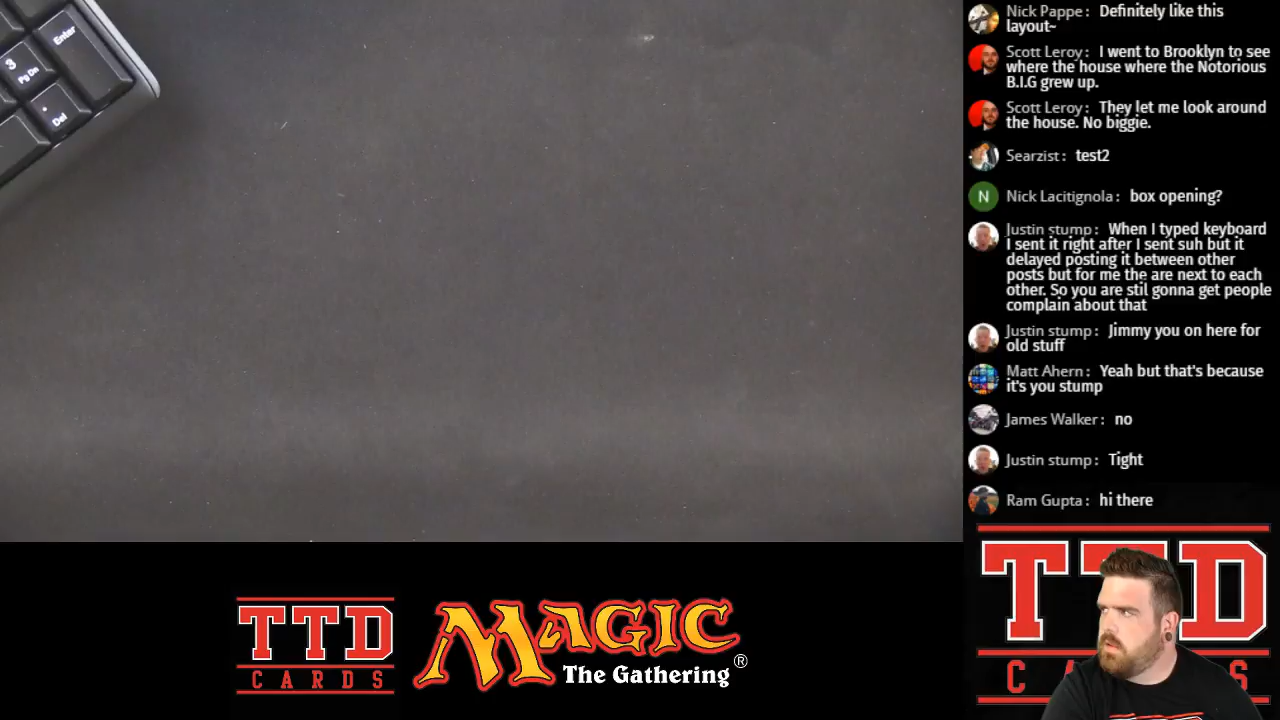 Enter
3
Pg Dn
.
Del
Nick Pappe: Definitely like this
layout~
Scott Leroy: I went to Brooklyn to see
where the house where the Notorious
B.I.G grew up.
Scott Leroy: They let me look around
the house. No biggie.
Searzist: test2
N
Nick Lacitignola: box opening?
Justin stump: When I typed keyboard
I sent it right after I sent suh but it
delayed posting it between other
posts but for me the are next to each
other. So you are stil gonna get people
complain about that
Justin stump: Jimmy you on here for
old stuff
Matt Ahern: Yeah but that's because
it's you stump
James Walker: no
Justin stump: Tight
Ram Gupta: hi there
TTD
CARDS
MAGIC
The Gathering®
TTD
CA S